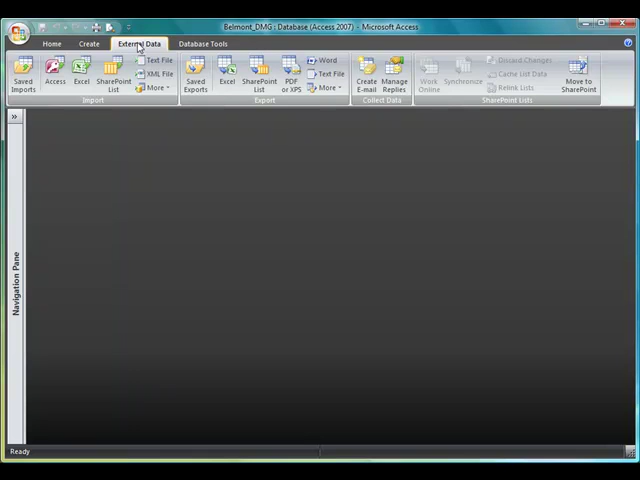 Belmont_DMG : Database (Access 2007) - Microsoft Access
Home Create External Data Database Tools
Saved Imports
Access
Excel
SharePoint List
Text File
XML File
More
Import
Saved Exports
Excel
SharePoint List
PDF or XPS
Word
Text File
More
Export
Create E-mail
Manage Replies
Collect Data
Work Online
Synchronize
Discard Changes
Cache List Data
Relink Lists
Move to SharePoint
SharePoint Lists
Navigation Pane
Ready